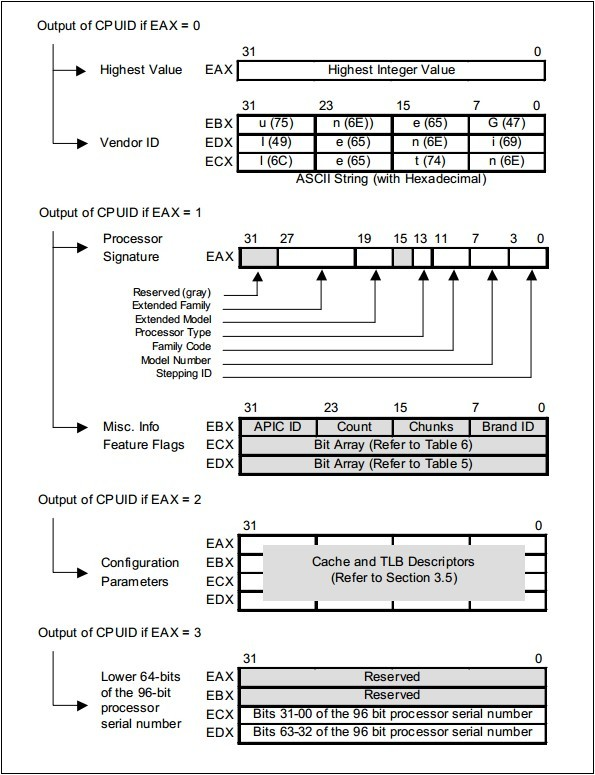 Output of CPUID if EAX = 0
31 0
Highest Value EAX Highest Integer Value
31 23 15 7 0
EBX u (75) n (6E)) e (65) G (47)
Vendor ID EDX I (49) e (65) n (6E) i (69)
ECX l (6C) e (65) t (74) n (6E)
ASCII String (with Hexadecimal)
Output of CPUID if EAX = 1
Processor
Signature
EAX
31 27 19 15 13 11 7 3 0
Reserved (gray)
Extended Family
Extended Model
Processor Type
Family Code
Model Number
Stepping ID
31 23 15 7 0
Misc. Info EBX APIC ID Count Chunks Brand ID
Feature Flags ECX Bit Array (Refer to Table 6)
EDX Bit Array (Refer to Table 5)
Output of CPUID if EAX = 2
31 0
Configuration
Parameters
EAX
EBX
ECX
EDX
Cache and TLB Descriptors
(Refer to Section 3.5)
Output of CPUID if EAX = 3
31 0
Lower 64-bits
of the 96-bit
processor
serial number
EAX Reserved
EBX Reserved
ECX Bits 31-00 of the 96 bit processor serial number
EDX Bits 63-32 of the 96 bit processor serial number